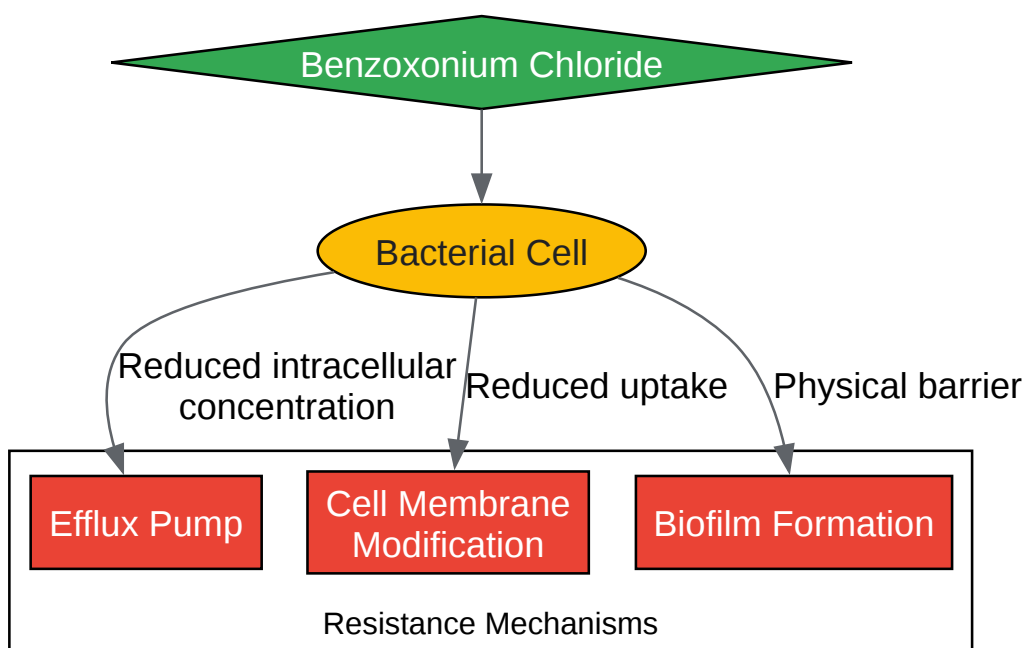 Benzoxonium Chloride
Bacterial Cell
Reduced intracellular
concentration
Reduced uptake
Physical barrier
Efflux Pump
Cell Membrane
Modification
Biofilm Formation
Resistance Mechanisms